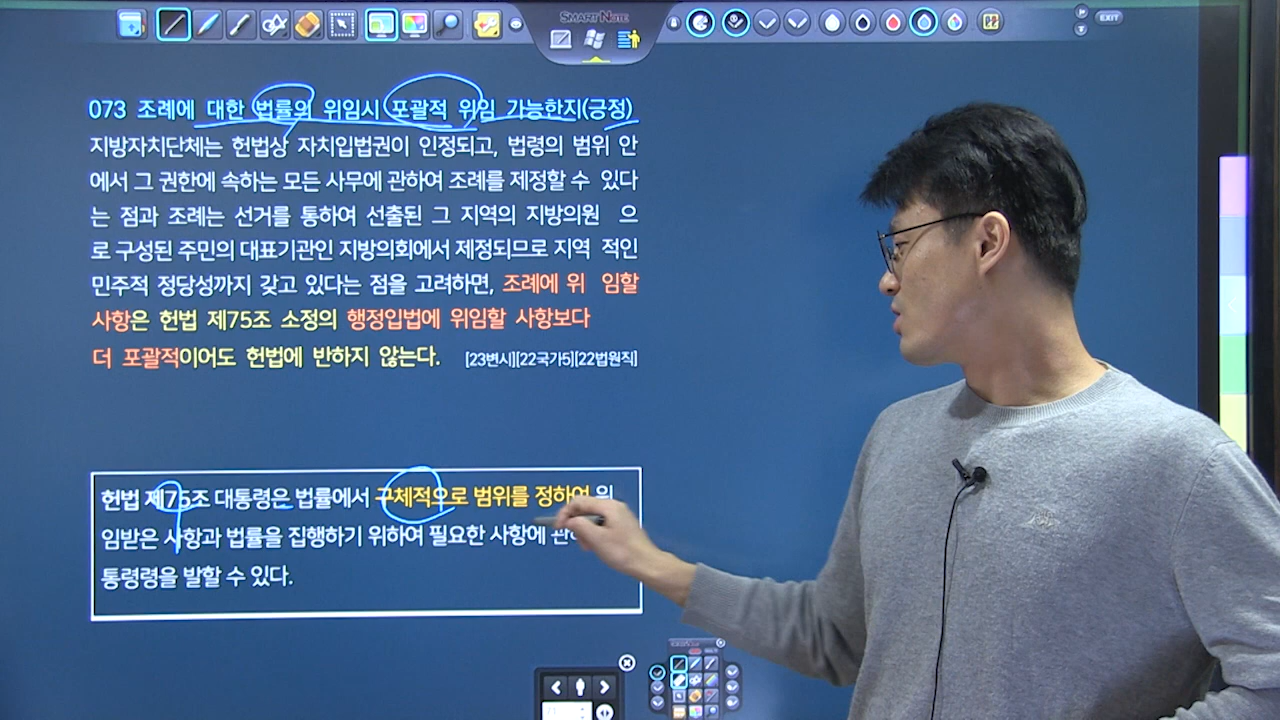 SMARTNOTE
EXIT
073 조례에 대한 법률의 위임시 포괄적 위임 가능한지(긍정)
지방자치단체는 헌법상 자치입법권이 인정되고, 법령의 범위 안
에서 그 권한에 속하는 모든 사무에 관하여 조례를 제정할 수 있다
는 점과 조례는 선거를 통하여 선출된 그 지역의 지방의원 으
로 구성된 주민의 대표기관인 지방의회에서 제정되므로 지역 적인
민주적 정당성까지 갖고 있다는 점을 고려하면, 조례에 위 임할
사항은 헌법 제75조 소정의 행정입법에 위임할 사항보다
더 포괄적이어도 헌법에 반하지 않는다. [23변시][22국가5][22법원직]
헌법 제75조 대통령은 법률에서 구체적으로 범위를 정하여 위
임받은 사항과 법률을 집행하기 위하여 필요한 사항에
통령령을 발할 수 있다.